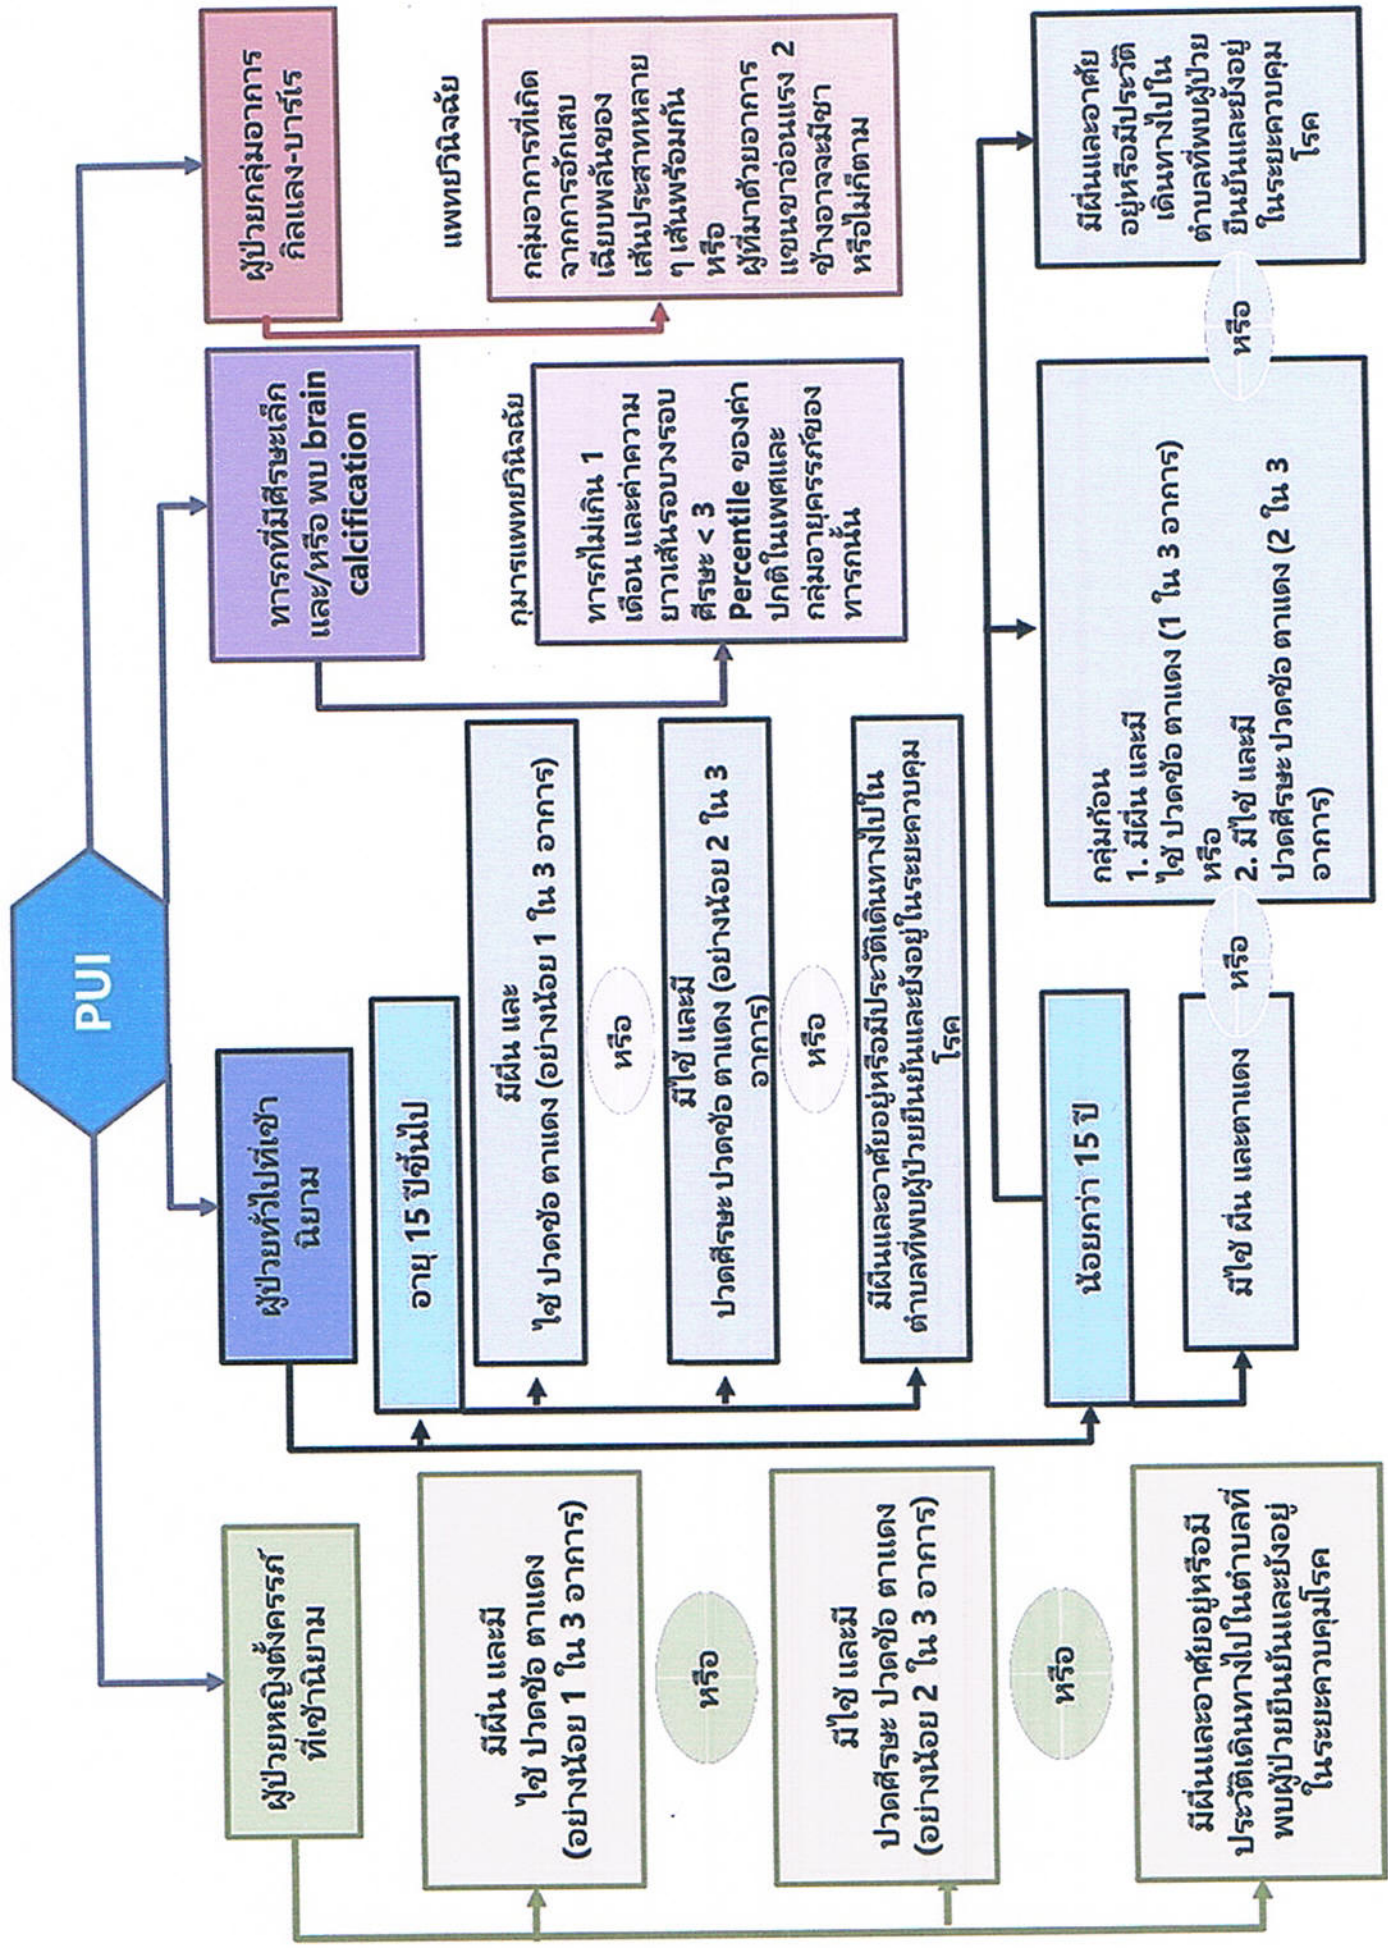 PUI
ผู้ป่วยหญิงตั้งครรภ์
ที่เข้านิยาม
มีผื่น และมี
ไข้ ปวดข้อ ตาแดง
(อย่างน้อย 1 ใน 3 อาการ)
หรือ
มีไข้ และมี
ปวดศีรษะ ปวดข้อ ตาแดง
(อย่างน้อย 2 ใน 3 อาการ)
หรือ
มีผื่นและอาศัยอยู่หรือมี
ประวัติเดินทางไปในตำบลที่
พบผู้ป่วยยืนยันและยังอยู่
ในระยะควบคุมโรค
ผู้ป่วยทั่วไปที่เข้า
นิยาม
อายุ 15 ปีขึ้นไป
มีผื่น และ
ไข้ ปวดข้อ ตาแดง (อย่างน้อย 1 ใน 3 อาการ)
หรือ
มีไข้ และมี
ปวดศีรษะ ปวดข้อ ตาแดง (อย่างน้อย 2 ใน 3
อาการ)
หรือ
มีผื่นและอาศัยอยู่หรือมีประวัติเดินทางไปใน
ตำบลที่พบผู้ป่วยยืนยันและยังอยู่ในระยะควบคุม
โรค
น้อยกว่า 15 ปี
มีไข้ ผื่น และตาแดง
หรือ
กลุ่มก้อน
1. มีผื่น และมี
ไข้ ปวดข้อ ตาแดง (1 ใน 3 อาการ)
หรือ
2. มีไข้ และมี
ปวดศีรษะ ปวดข้อ ตาแดง (2 ใน 3
อาการ)
หรือ
มีผื่นและอาศัย
อยู่หรือมีประวัติ
เดินทางไปใน
ตำบลที่พบผู้ป่วย
ยืนยันและยังอยู่
ในระยะควบคุม
โรค
ทารกที่มีศีรษะเล็ก
และ/หรือ พบ brain
calcification
กุมารแพทย์วินิจฉัย
ทารกไม่เกิน 1
เดือน และค่าความ
ยาวเส้นรอบวงรอบ
ศีรษะ < 3
Percentile ของค่า
ปกติในเพศและ
กลุ่มอายุครรภ์ของ
ทารกนั้น
ผู้ป่วยกลุ่มอาการ
กิลแลง-บาร์เร
แพทย์วินิจฉัย
กลุ่มอาการที่เกิด
จากการอักเสบ
เฉียบพลันของ
เส้นประสาทหลาย
ๆ เส้นพร้อมกัน
หรือ
ผู้ที่มาด้วยอาการ
แขนขาอ่อนแรง 2
ข้างอาจจะมีชา
หรือไม่ก็ตาม